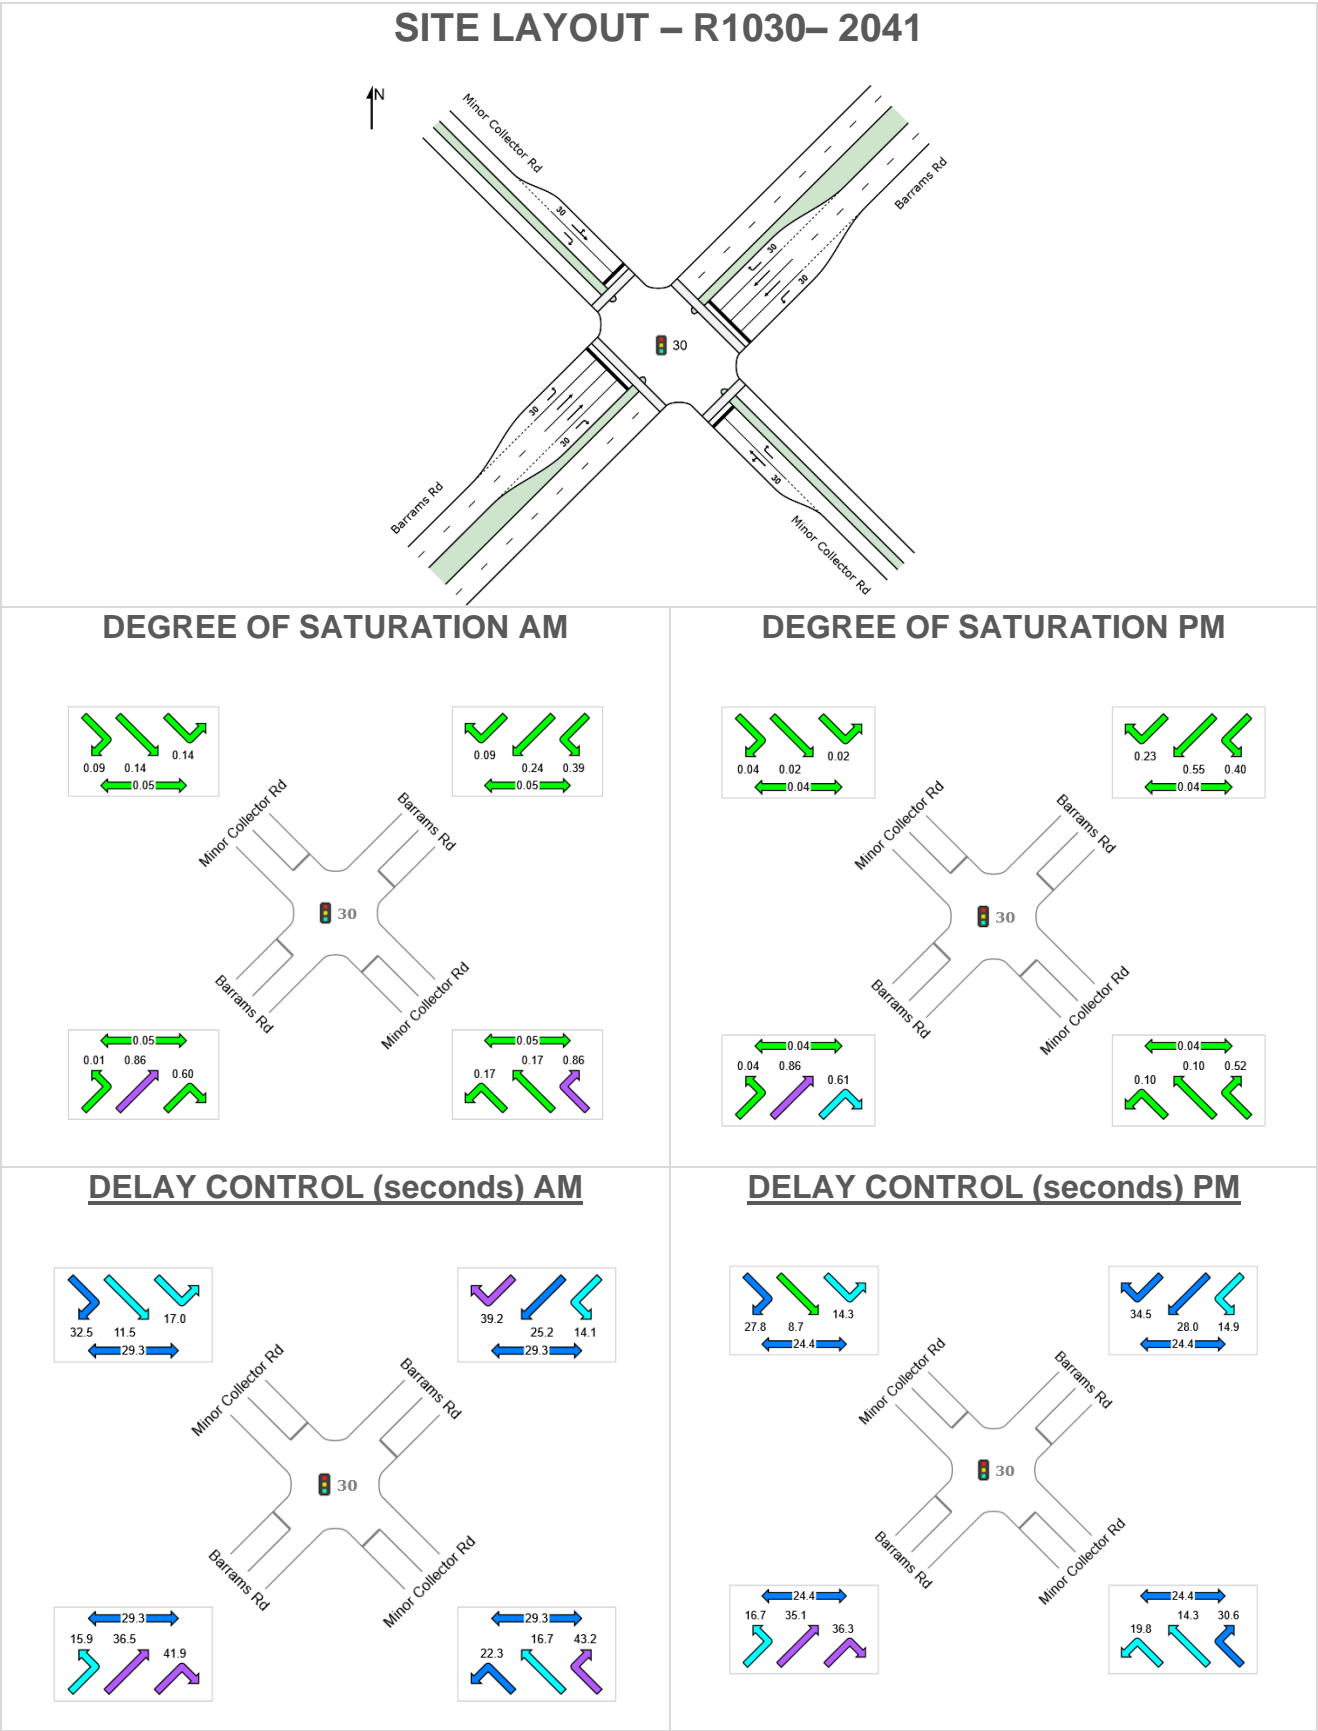 SITE LAYOUT – R1030– 2041
N
Minor Collector Rd
Barrams Rd
30
30
30
30
30
30
30
Barrams Rd
Minor Collector Rd
DEGREE OF SATURATION AM
0.09 0.14 0.14
0.05
0.09 0.24 0.39
0.05
Minor Collector Rd
Barrams Rd
30
Barrams Rd
Minor Collector Rd
0.05
0.01 0.86 0.60
0.05
0.17 0.17 0.86
DEGREE OF SATURATION PM
0.04 0.02 0.02
0.04
0.23 0.55 0.40
0.04
Minor Collector Rd
Barrams Rd
30
Barrams Rd
Minor Collector Rd
0.04
0.04 0.86 0.61
0.04
0.10 0.10 0.52
DELAY CONTROL (seconds) AM
32.5 11.5 17.0
29.3
39.2 25.2 14.1
29.3
Minor Collector Rd
Barrams Rd
30
Barrams Rd
Minor Collector Rd
29.3
15.9 36.5 41.9
29.3
22.3 16.7 43.2
DELAY CONTROL (seconds) PM
27.8 8.7 14.3
24.4
34.5 28.0 14.9
24.4
Minor Collector Rd
Barrams Rd
30
Barrams Rd
Minor Collector Rd
24.4
16.7 35.1 36.3
24.4
19.8 14.3 30.6